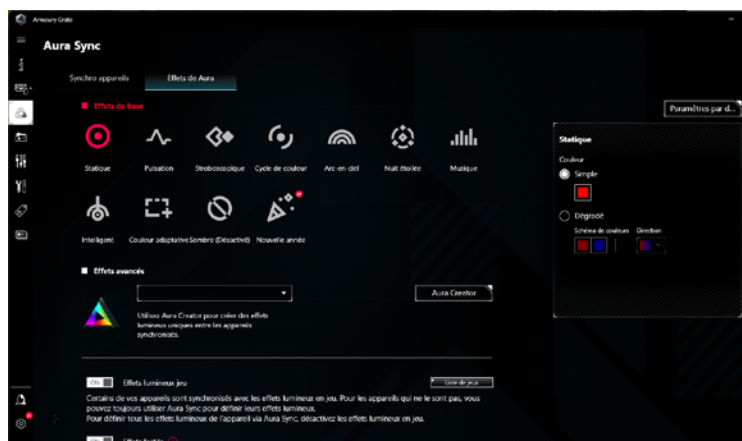 Armoury Crate
Aura Sync
Synchro appareils
Effets de Aura
Effets de base
Paramètres par d...
Statique
Pulsation
Stroboscopique
Cycle de couleur
Arc-en-ciel
Nuit étoilée
Musique
Intelligent
Couleur adaptative
Sombre (Désactivé)
Nouvelle année
Statique
Couleur
Simple
Dégradé
Schéma de couleurs
Direction
Effets avancés
Aura Creator
Utilisez Aura Creator pour créer des effets
lumineux uniques entre les appareils
synchronisés.
ON
Effets lumineux jeu
Liste de jeux
Certains de vos appareils sont synchronisés avec les effets lumineux en jeu. Pour les appareils qui ne le sont pas, vous
pouvez toujours utiliser Aura Sync pour définir leurs effets lumineux.
Pour définir tous les effets lumineux de l'appareil via Aura Sync, désactivez les effets lumineux en jeu.
ON